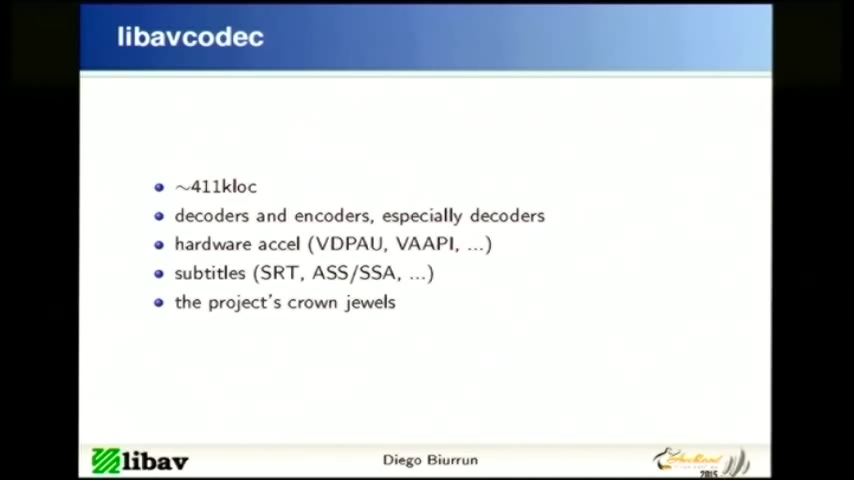 libavcodec
~411kloc
decoders and encoders, especially decoders
hardware accel (VDPAU, VAAPI, ...)
subtitles (SRT, ASS/SSA, ...)
the project's crown jewels
libav
Diego Biurrun
Auckland
2015